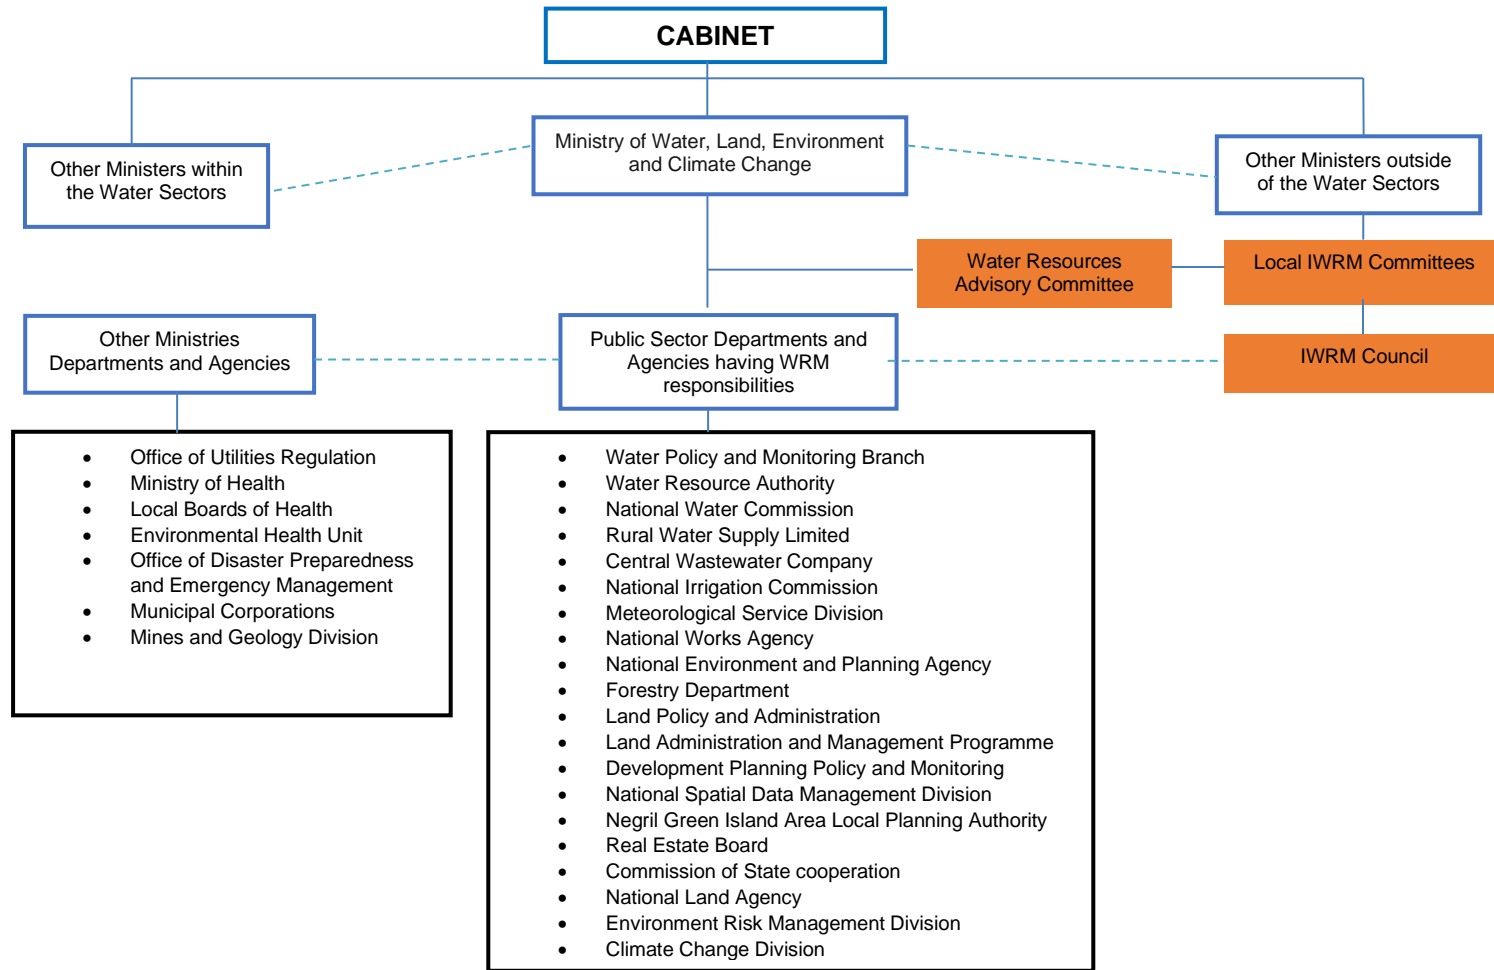 CABINET
Other Ministers within
the Water Sectors
Ministry of Water, Land, Environment
and Climate Change
Other Ministers outside
of the Water Sectors
Water Resources
Advisory Committee
Local IWRM Committees
Other Ministries
Departments and Agencies
Public Sector Departments and
Agencies having WRM
responsibilities
IWRM Council
• Office of Utilities Regulation
• Ministry of Health
• Local Boards of Health
• Environmental Health Unit
• Office of Disaster Preparedness
and Emergency Management
• Municipal Corporations
• Mines and Geology Division
• Water Policy and Monitoring Branch
• Water Resource Authority
• National Water Commission
• Rural Water Supply Limited
• Central Wastewater Company
• National Irrigation Commission
• Meteorological Service Division
• National Works Agency
• National Environment and Planning Agency
• Forestry Department
• Land Policy and Administration
• Land Administration and Management Programme
• Development Planning Policy and Monitoring
• National Spatial Data Management Division
• Negril Green Island Area Local Planning Authority
• Real Estate Board
• Commission of State cooperation
• National Land Agency
• Environment Risk Management Division
• Climate Change Division